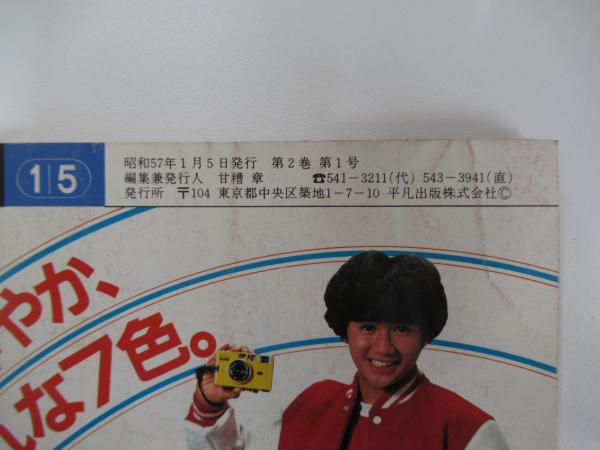 1|5
昭和57年1月5日発行 第2巻 第1号
編集兼発行人 甘糟 章 ☎541-3211(代) 543-3941(直)
発行所 〒104 東京都中央区築地1-7-10 平凡出版株式会社©
やか、
な7色。